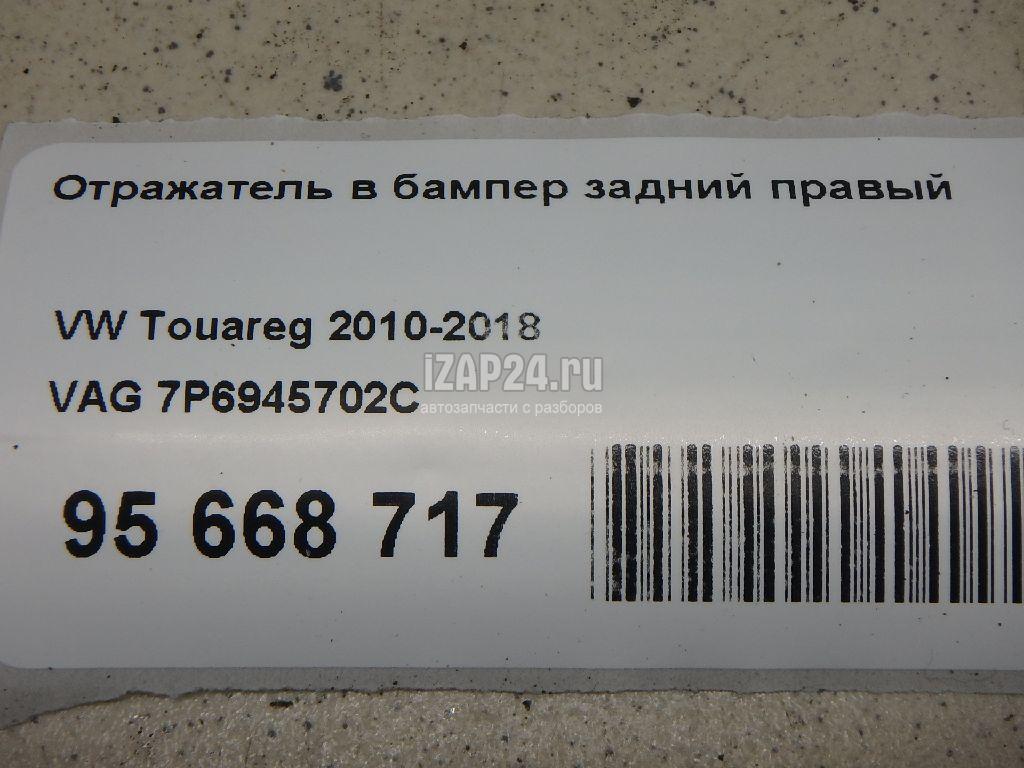 Отражатель в бампер задний правый
VW Touareg 2010-2018
iZAP24.ru
VAG 7P6945702C
автозапчасти с разборов
95 668 717